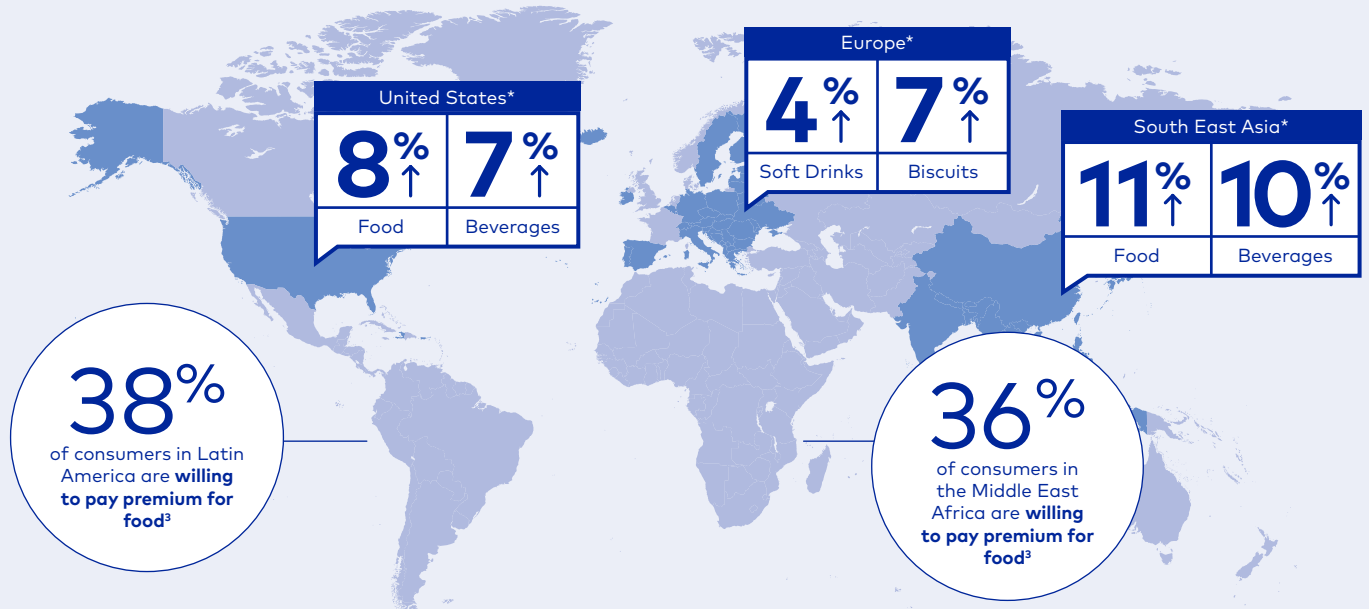 United States*
8%↑ 7%↑
Food Beverages
Europe*
4%↑ 7%↑
Soft Drinks Biscuits
South East Asia*
11%↑ 10%↑
Food Beverages
38%
of consumers in Latin
America are willing
to pay premium for
food³
36%
of consumers in
the Middle East
Africa are willing
to pay premium for
food³